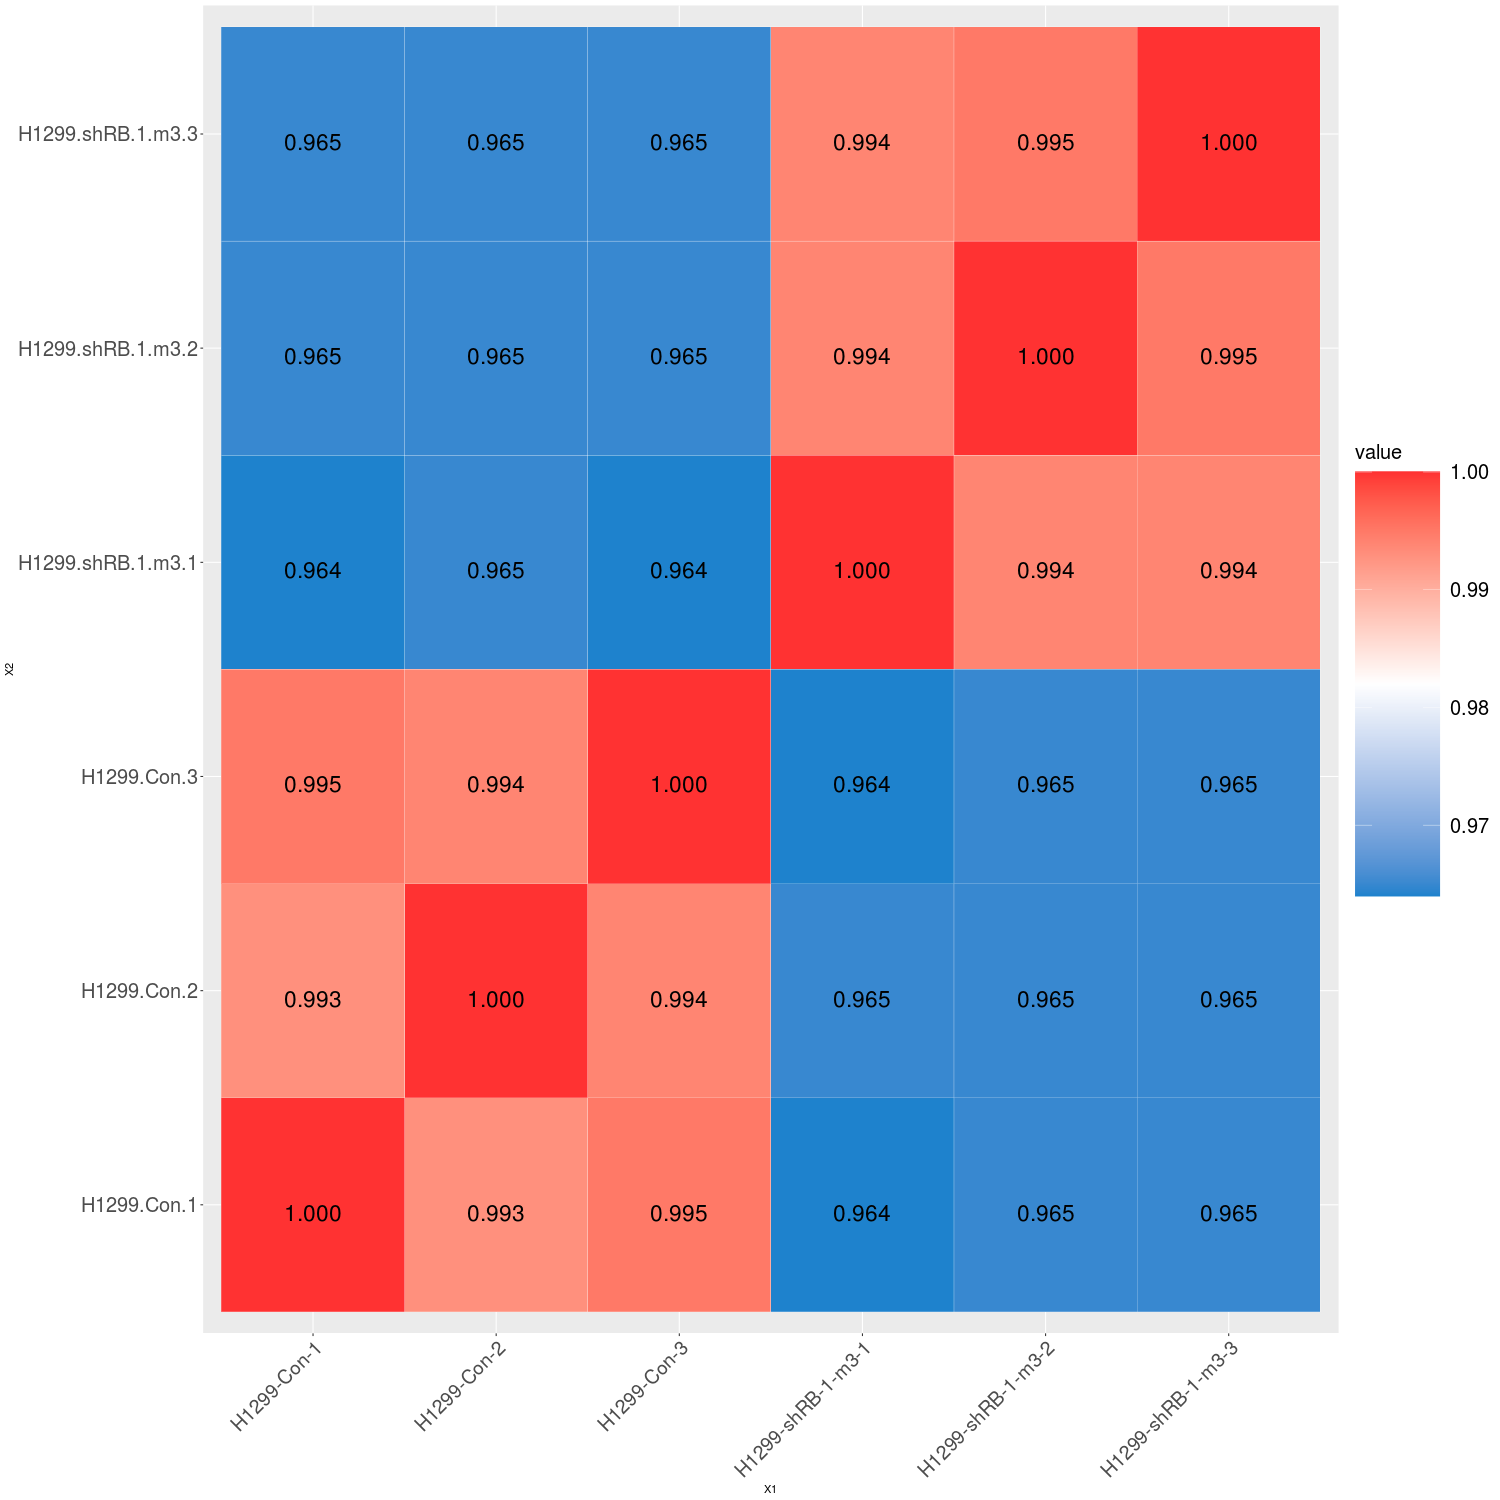 H1299.shRB.1.m3.3
0.965 0.965 0.965 0.994 0.995 1.000
H1299.shRB.1.m3.2
0.965 0.965 0.965 0.994 1.000 0.995
H1299.shRB.1.m3.1
0.964 0.965 0.964 1.000 0.994 0.994
H1299.Con.3
0.995 0.994 1.000 0.964 0.965 0.965
H1299.Con.2
0.993 1.000 0.994 0.965 0.965 0.965
H1299.Con.1
1.000 0.993 0.995 0.964 0.965 0.965
X2
H1299-Con-1
H1299-Con-2
H1299-Con-3
H1299-shRB-1-m3-1
H1299-shRB-1-m3-2
H1299-shRB-1-m3-3
X1
value
1.00
0.99
0.98
0.97